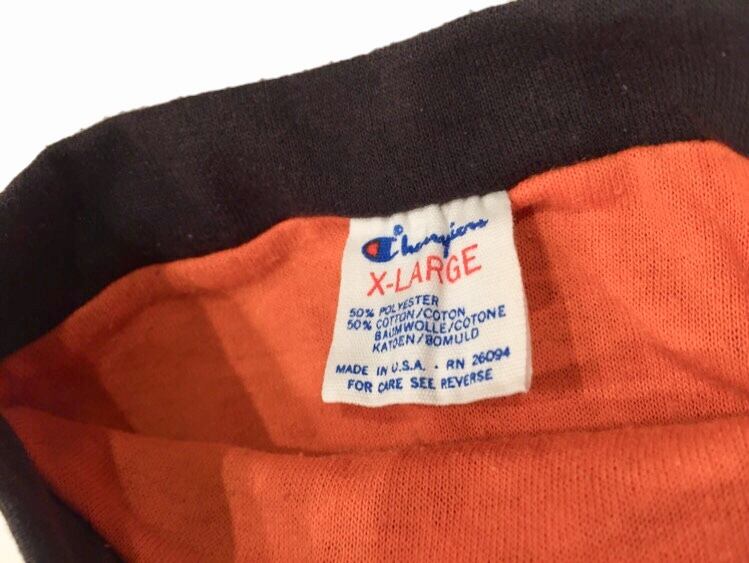 Champion®
X-LARGE
50% POLYESTER
50% COTTON/COTON
BAUMWOLLE/COTONE
KATOEN/BOMULD
MADE IN U.S.A. - RN 26094
FOR CARE SEE REVERSE